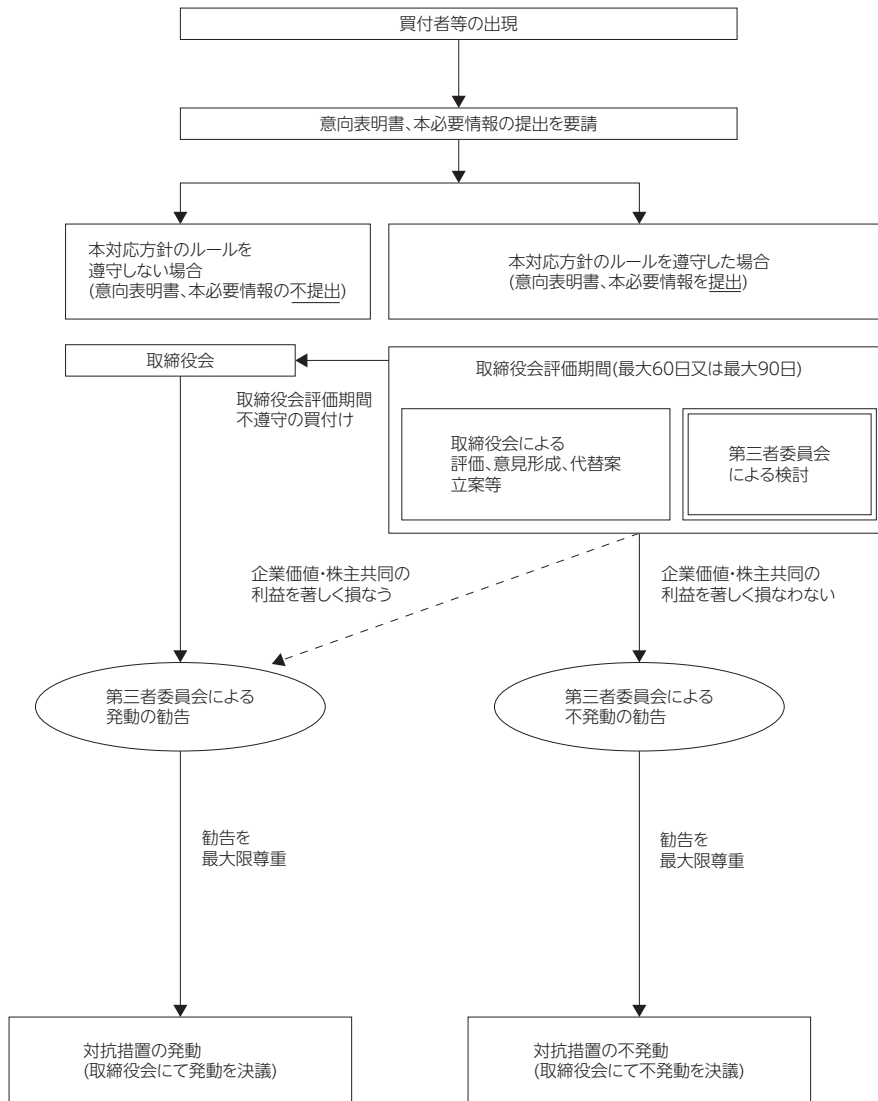 買付者等の出現
意向表明書、本必要情報の提出を要請
本対応方針のルールを
遵守しない場合
(意向表明書、本必要情報の不提出)
本対応方針のルールを遵守した場合
(意向表明書、本必要情報を提出)
取締役会
取締役会評価期間(最大60日又は最大90日)
取締役会評価期間
不遵守の買付け
取締役会による
評価、意見形成、代替案
立案等
第三者委員会
による検討
企業価値・株主共同の
利益を著しく損なう
企業価値・株主共同の
利益を著しく損なわない
第三者委員会による
発動の勧告
第三者委員会による
不発動の勧告
勧告を
最大限尊重
勧告を
最大限尊重
対抗措置の発動
(取締役会にて発動を決議)
対抗措置の不発動
(取締役会にて不発動を決議)